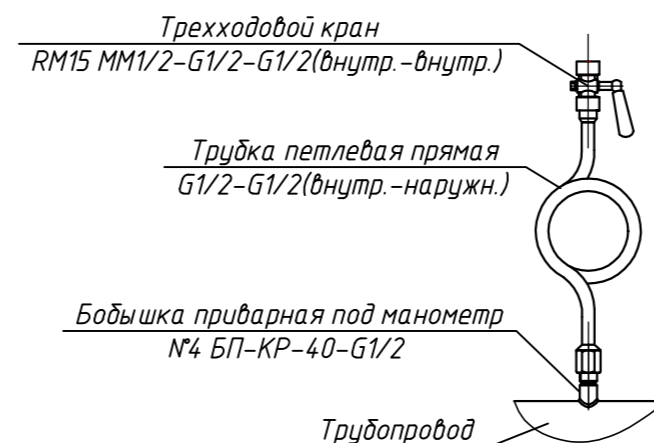 Трехходовой кран
RM15 MM1/2-G1/2-G1/2(внутр.-внутр.)
Трубка петлевая прямая
G1/2-G1/2(внутр.-наружн.)
Бобышка приварная под манометр
№4 БП-КР-40-G1/2
Трубопровод